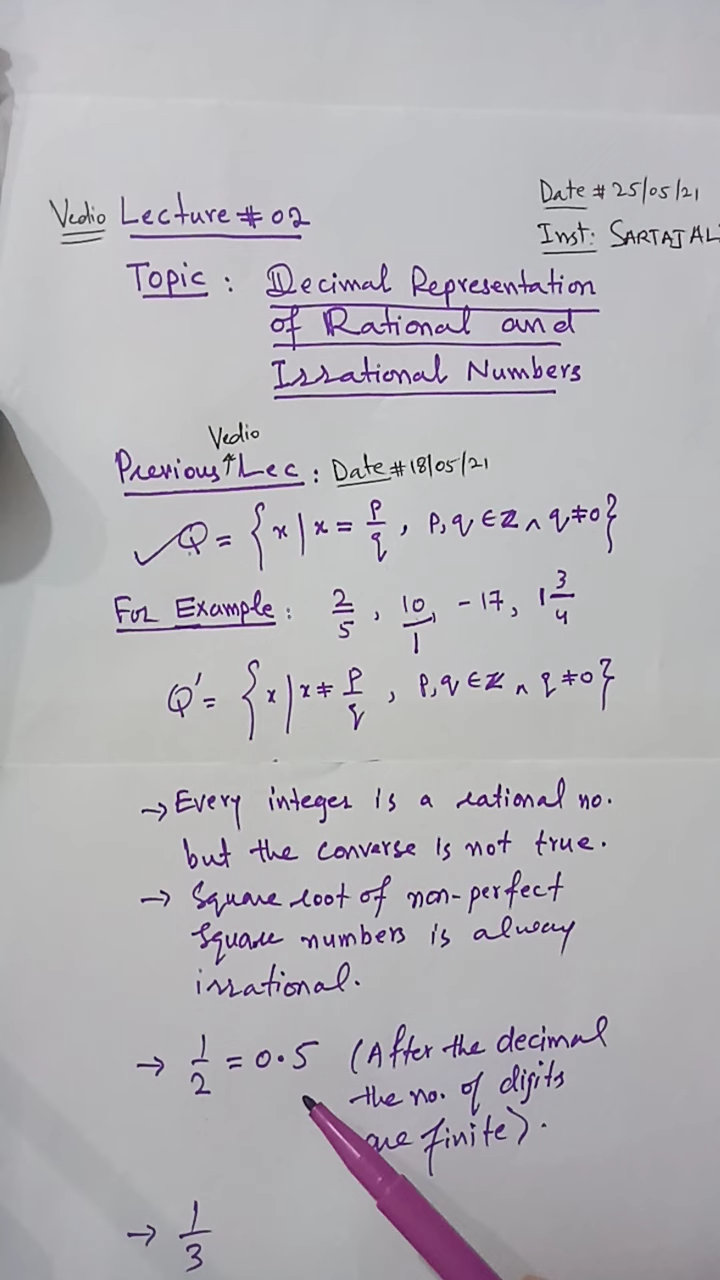 Vedio Lecture # 02
Date # 25/05/21
Inst: SARTAJ ALI
Topic : Decimal Representation
of Rational and
Irrational Numbers
Vedio
Previous ↑ Lec : Date # 18/05/21
✓ Q = { x | x = p/q , p, q ∈ Z ∧ q ≠ 0 }
For Example : 2/5 , 10/1 , -17, 1 3/4
Q' = { x | x ≠ p/q , p, q ∈ Z ∧ q ≠ 0 }
→ Every integer is a rational no.
but the converse is not true.
→ Square root of non-perfect
square numbers is alway
irrational.
→ 1/2 = 0.5 (After the decimal
the no. of digits
are finite).
→ 1/3